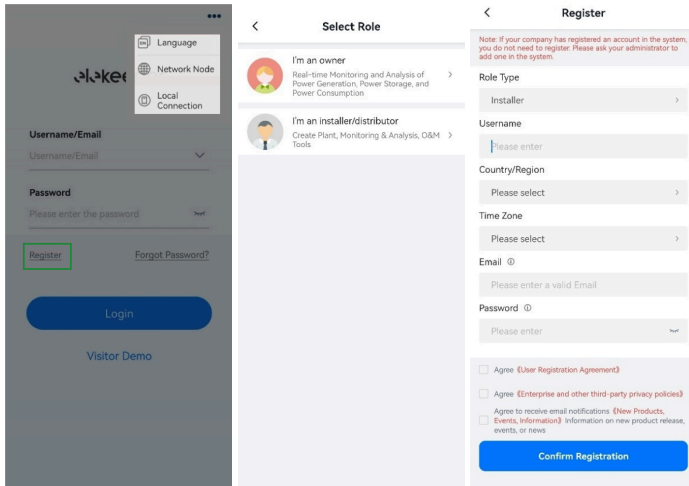 •••
Language
Network Node
Local
Connection
Username/Email
Username/Email
Password
Please enter the password
Register
Forgot Password?
Login
Visitor Demo
Select Role
I'm an owner
Real-time Monitoring and Analysis of
Power Generation, Power Storage, and
Power Consumption
I'm an installer/distributor
Create Plant, Monitoring & Analysis, O&M
Tools
Register
Note: If your company has registered an account in the system,
you do not need to register. Please ask your administrator to
add one in the system.
Role Type
Installer
Username
Please enter
Country/Region
Please select
Time Zone
Please select
Email
Please enter a valid Email
Password
Please enter
Agree《User Registration Agreement》
Agree《Enterprise and other third-party privacy policies》
Agree to receive email notifications《New Products,
Events, Information》Information on new product release,
events, or news
Confirm Registration